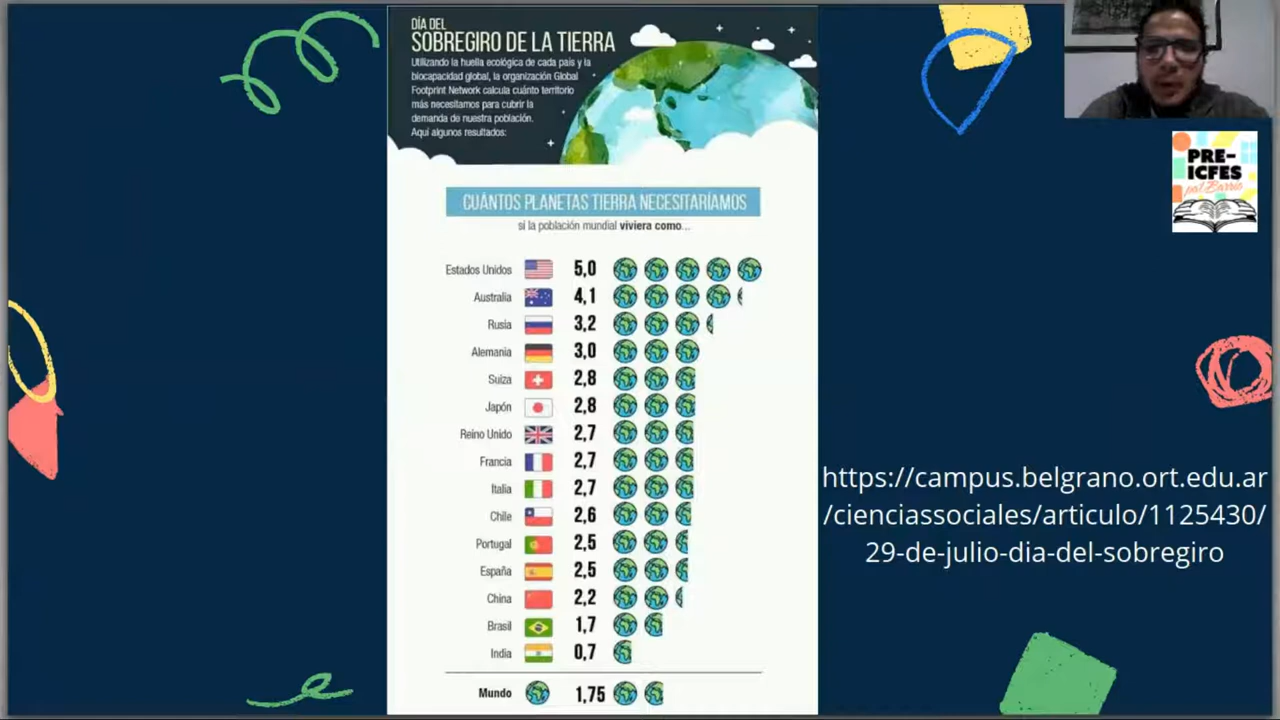 DÍA DEL
SOBREGIRO DE LA TIERRA
Utilizando la huella ecológica de cada país y la
biocapacidad global, la organización Global
Footprint Network calcula cuánto territorio
más necesitamos para cubrir la
demanda de nuestra población.
Aquí algunos resultados:
CUÁNTOS PLANETAS TIERRA NECESITARÍAMOS
si la población mundial viviera como...
Estados Unidos 5,0
Australia 4,1
Rusia 3,2
Alemania 3,0
Suiza 2,8
Japón 2,8
Reino Unido 2,7
Francia 2,7
Italia 2,7
Chile 2,6
Portugal 2,5
España 2,5
China 2,2
Brasil 1,7
India 0,7
Mundo 1,75
PRE-
ICFES
pa'l Barrio
https://campus.belgrano.ort.edu.ar
/cienciassociales/articulo/1125430/
29-de-julio-dia-del-sobregiro